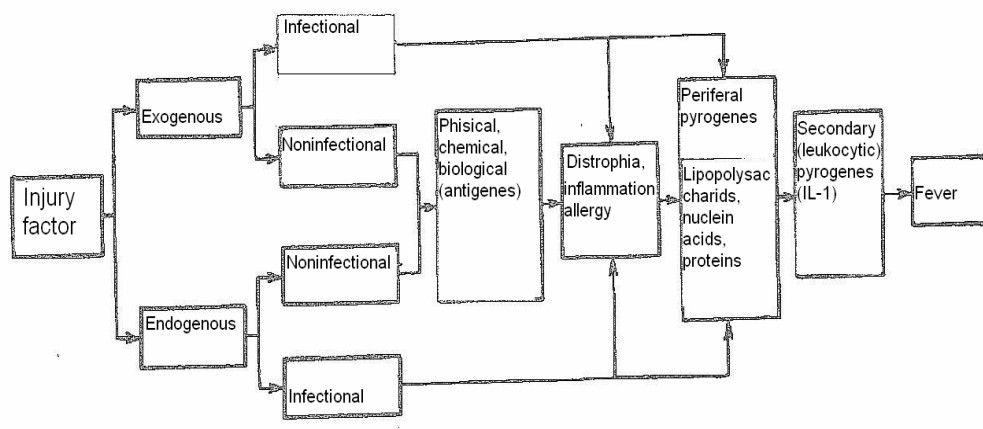 Injury
factor
Exogenous
Endogenous
Infectional
Noninfectional
Noninfectional
Infectional
Phisical,
chemical,
biological
(antigenes)
Distrophia,
inflammation
allergy
Periferal
pyrogenes
Lipopolysac
charids,
nuclein
acids,
proteins
Secondary
(leukocytic)
pyrogenes
(IL-1)
Fever